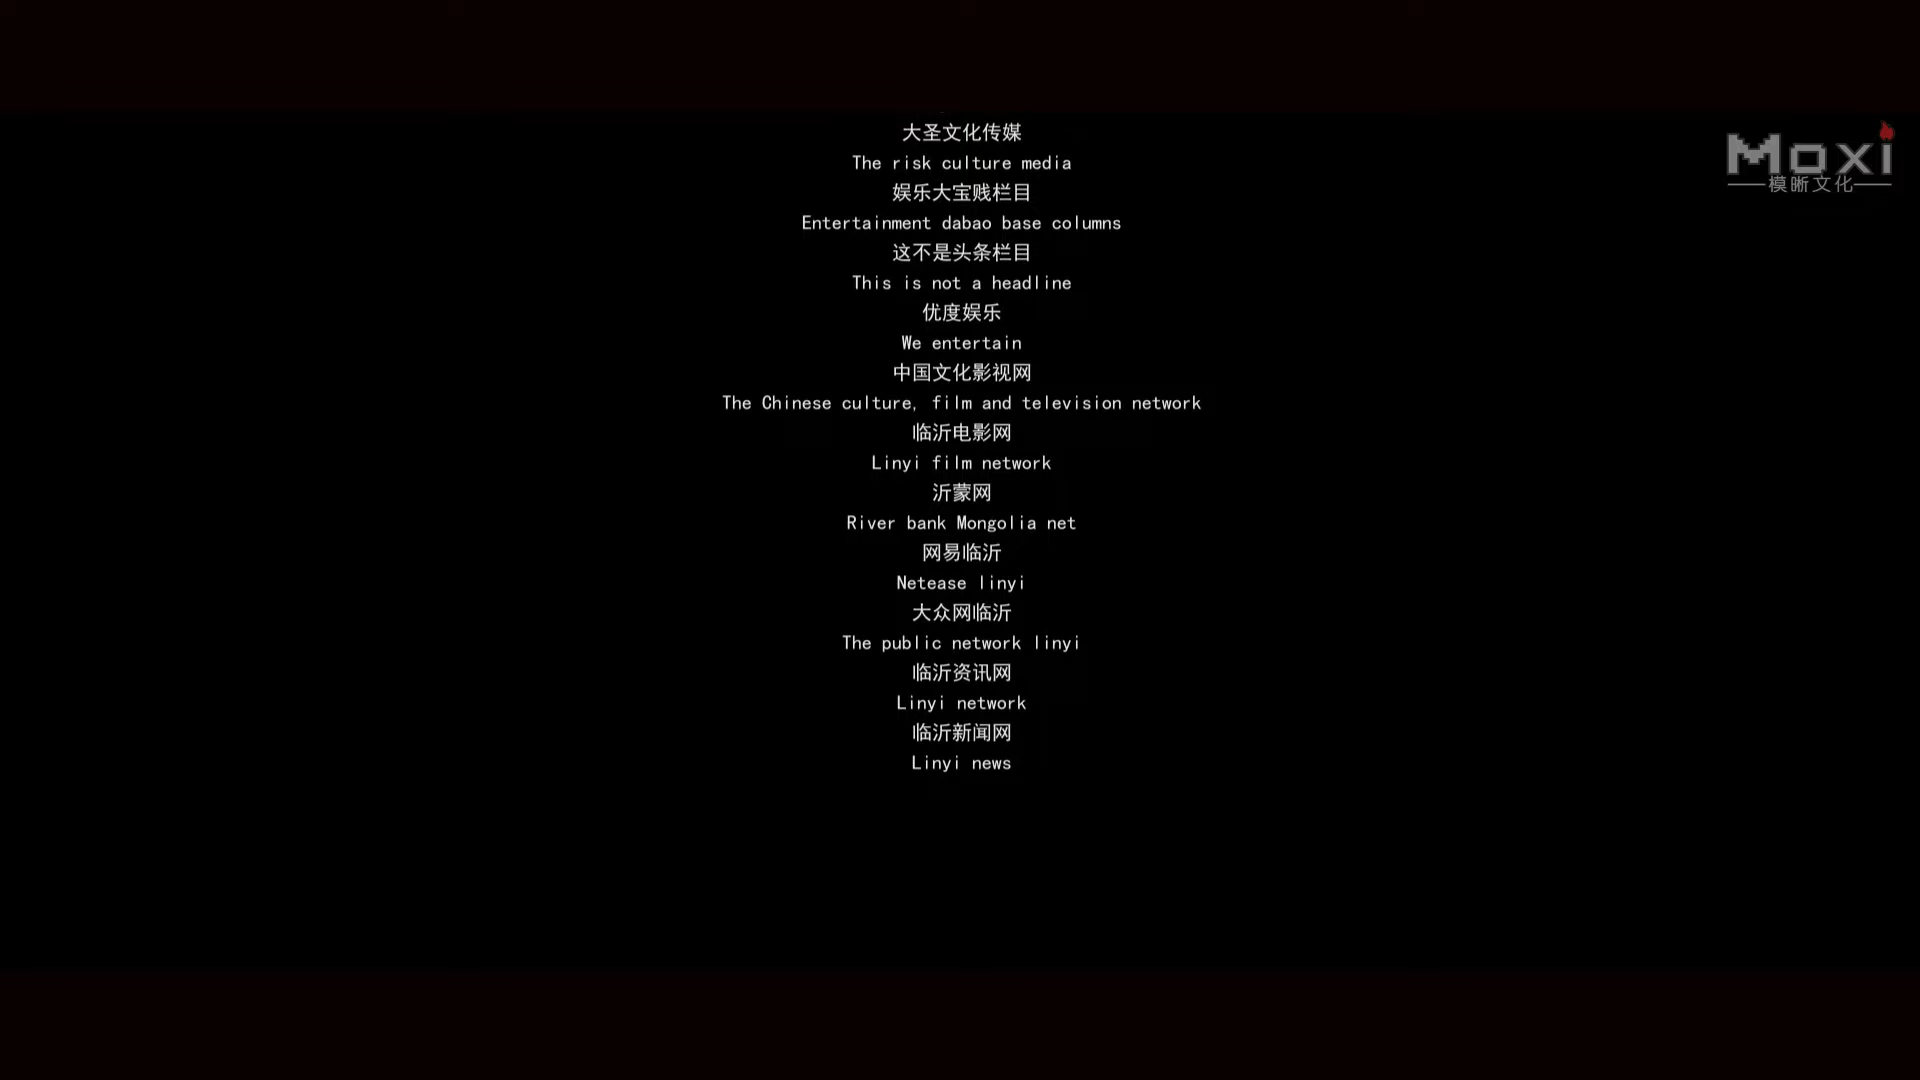 大圣文化传媒
The risk culture media
娱乐大宝贱栏目
Entertainment dabao base columns
这不是头条栏目
This is not a headline
优度娱乐
We entertain
中国文化影视网
The Chinese culture, film and television network
临沂电影网
Linyi film network
沂蒙网
River bank Mongolia net
网易临沂
Netease linyi
大众网临沂
The public network linyi
临沂资讯网
Linyi network
临沂新闻网
Linyi news
Moxi
模晰文化